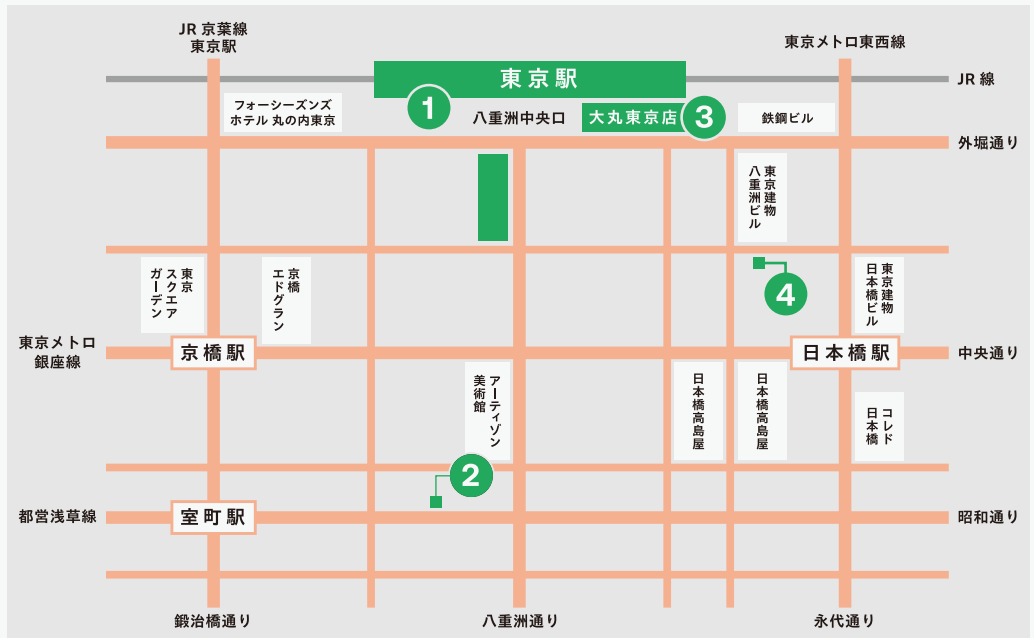 JR 京葉線
東京駅
東京メトロ東西線
東京駅
JR 線
フォーシーズンズ
ホテル 丸の内東京
1
八重洲中央口
大丸東京店
3
鉄鋼ビル
外堀通り
東京建物
八重洲ビル
東京
スクエア
ガーデン
京橋
エドグラン
4
東京建物
日本橋ビル
東京メトロ
銀座線
京橋駅
日本橋駅
中央通り
アーティゾン
美術館
日本橋高島屋
日本橋高島屋
コレド
日本橋
2
都営浅草線
室町駅
昭和通り
鍛治橋通り
八重洲通り
永代通り